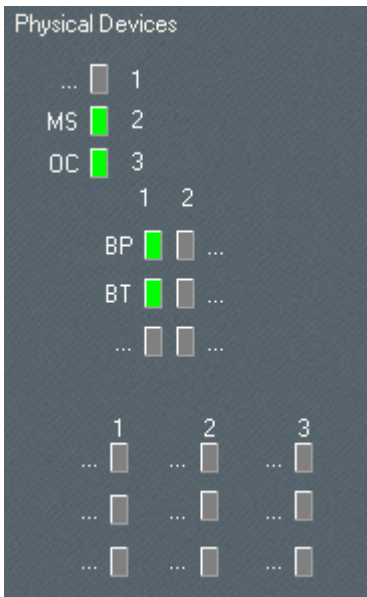 Physical Devices
... 1
MS 2
OC 3
1 2
BP ...
BT ...
... ...
1 2 3
... ... ...
... ... ...
... ... ...